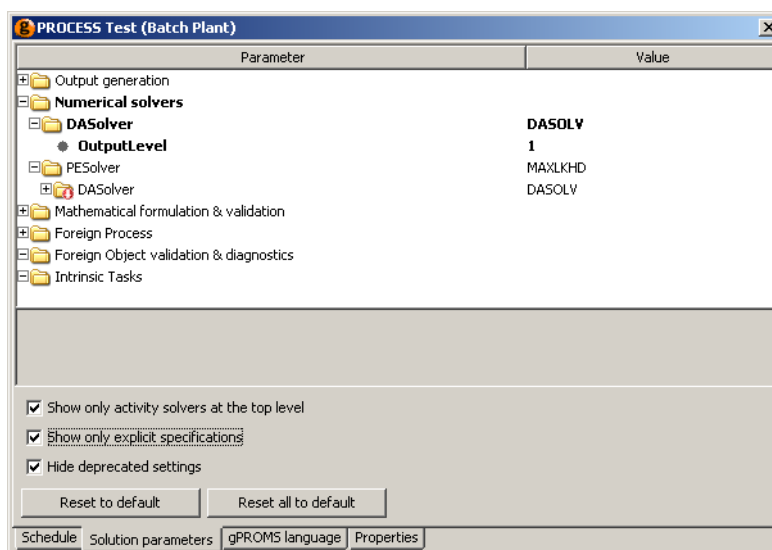 PROCESS Test (Batch Plant)
Parameter Value
Output generation
Numerical solvers
DASolver DASOLV
OutputLevel 1
PESolver MAXLKHD
DASolver DASOLV
Mathematical formulation & validation
Foreign Process
Foreign Object validation & diagnostics
Intrinsic Tasks
Show only activity solvers at the top level
Show only explicit specifications
Hide deprecated settings
Reset to default Reset all to default
Schedule Solution parameters gPROMS language Properties